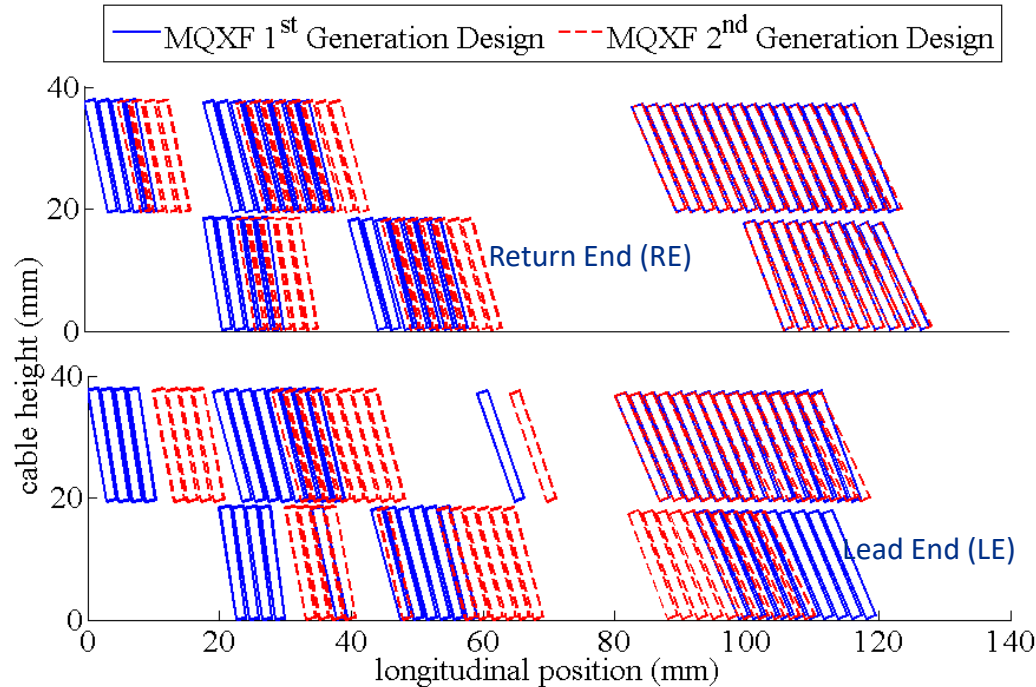 MQXF 1st Generation Design MQXF 2nd Generation Design
40
20
0
Return End (RE)
40
20
0
Lead End (LE)
cable height (mm)
0 20 40 60 80 100 120 140
longitudinal position (mm)